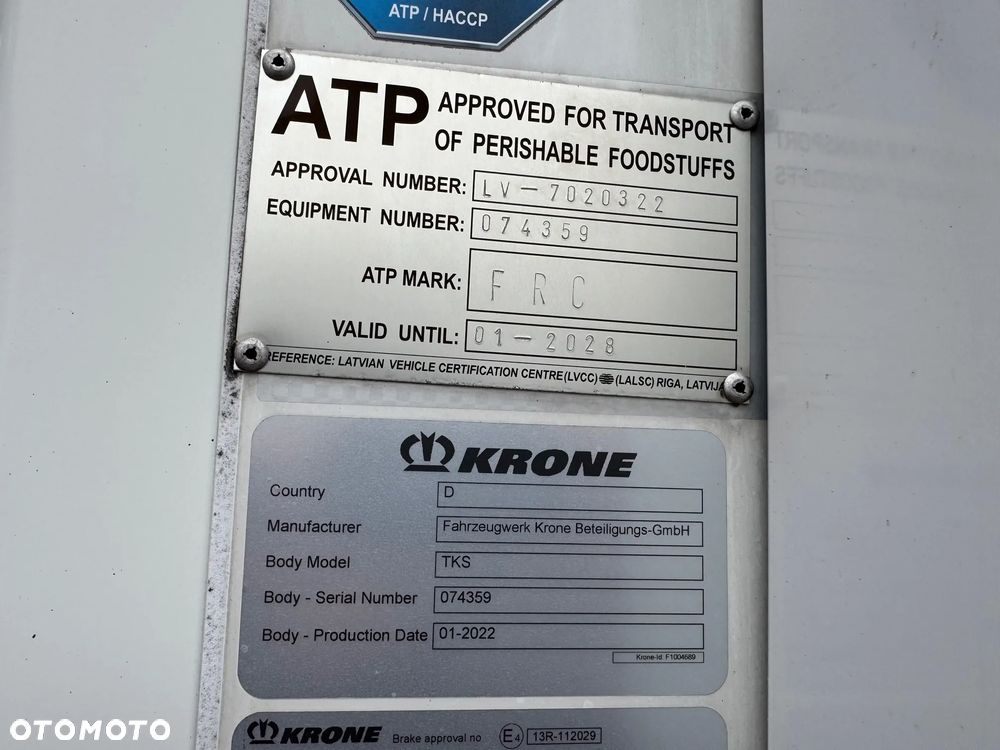 ATP / HACCP
ATP APPROVED FOR TRANSPORT
OF PERISHABLE FOODSTUFFS
APPROVAL NUMBER: LV-7020322
EQUIPMENT NUMBER: 074359
ATP MARK: FRC
VALID UNTIL: 01-2028
REFERENCE: LATVIAN VEHICLE CERTIFICATION CENTRE (LVCC) (LALSC) RIGA, LATVIJA
KRONE
Country D
Manufacturer Fahrzeugwerk Krone Beteiligungs-GmbH
Body Model TKS
Body - Serial Number 074359
Body - Production Date 01-2022
Krone-Id: F1004689
KRONE Brake approval no E4 13R-112029
OTOMOTO